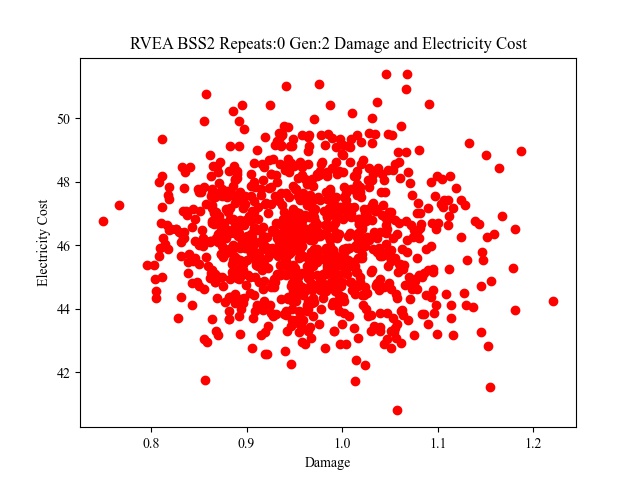 RVEA BSS2 Repeats:0 Gen:2 Damage and Electricity Cost
50
48
46
44
42
Electricity Cost
0.8 0.9 1.0 1.1 1.2
Damage